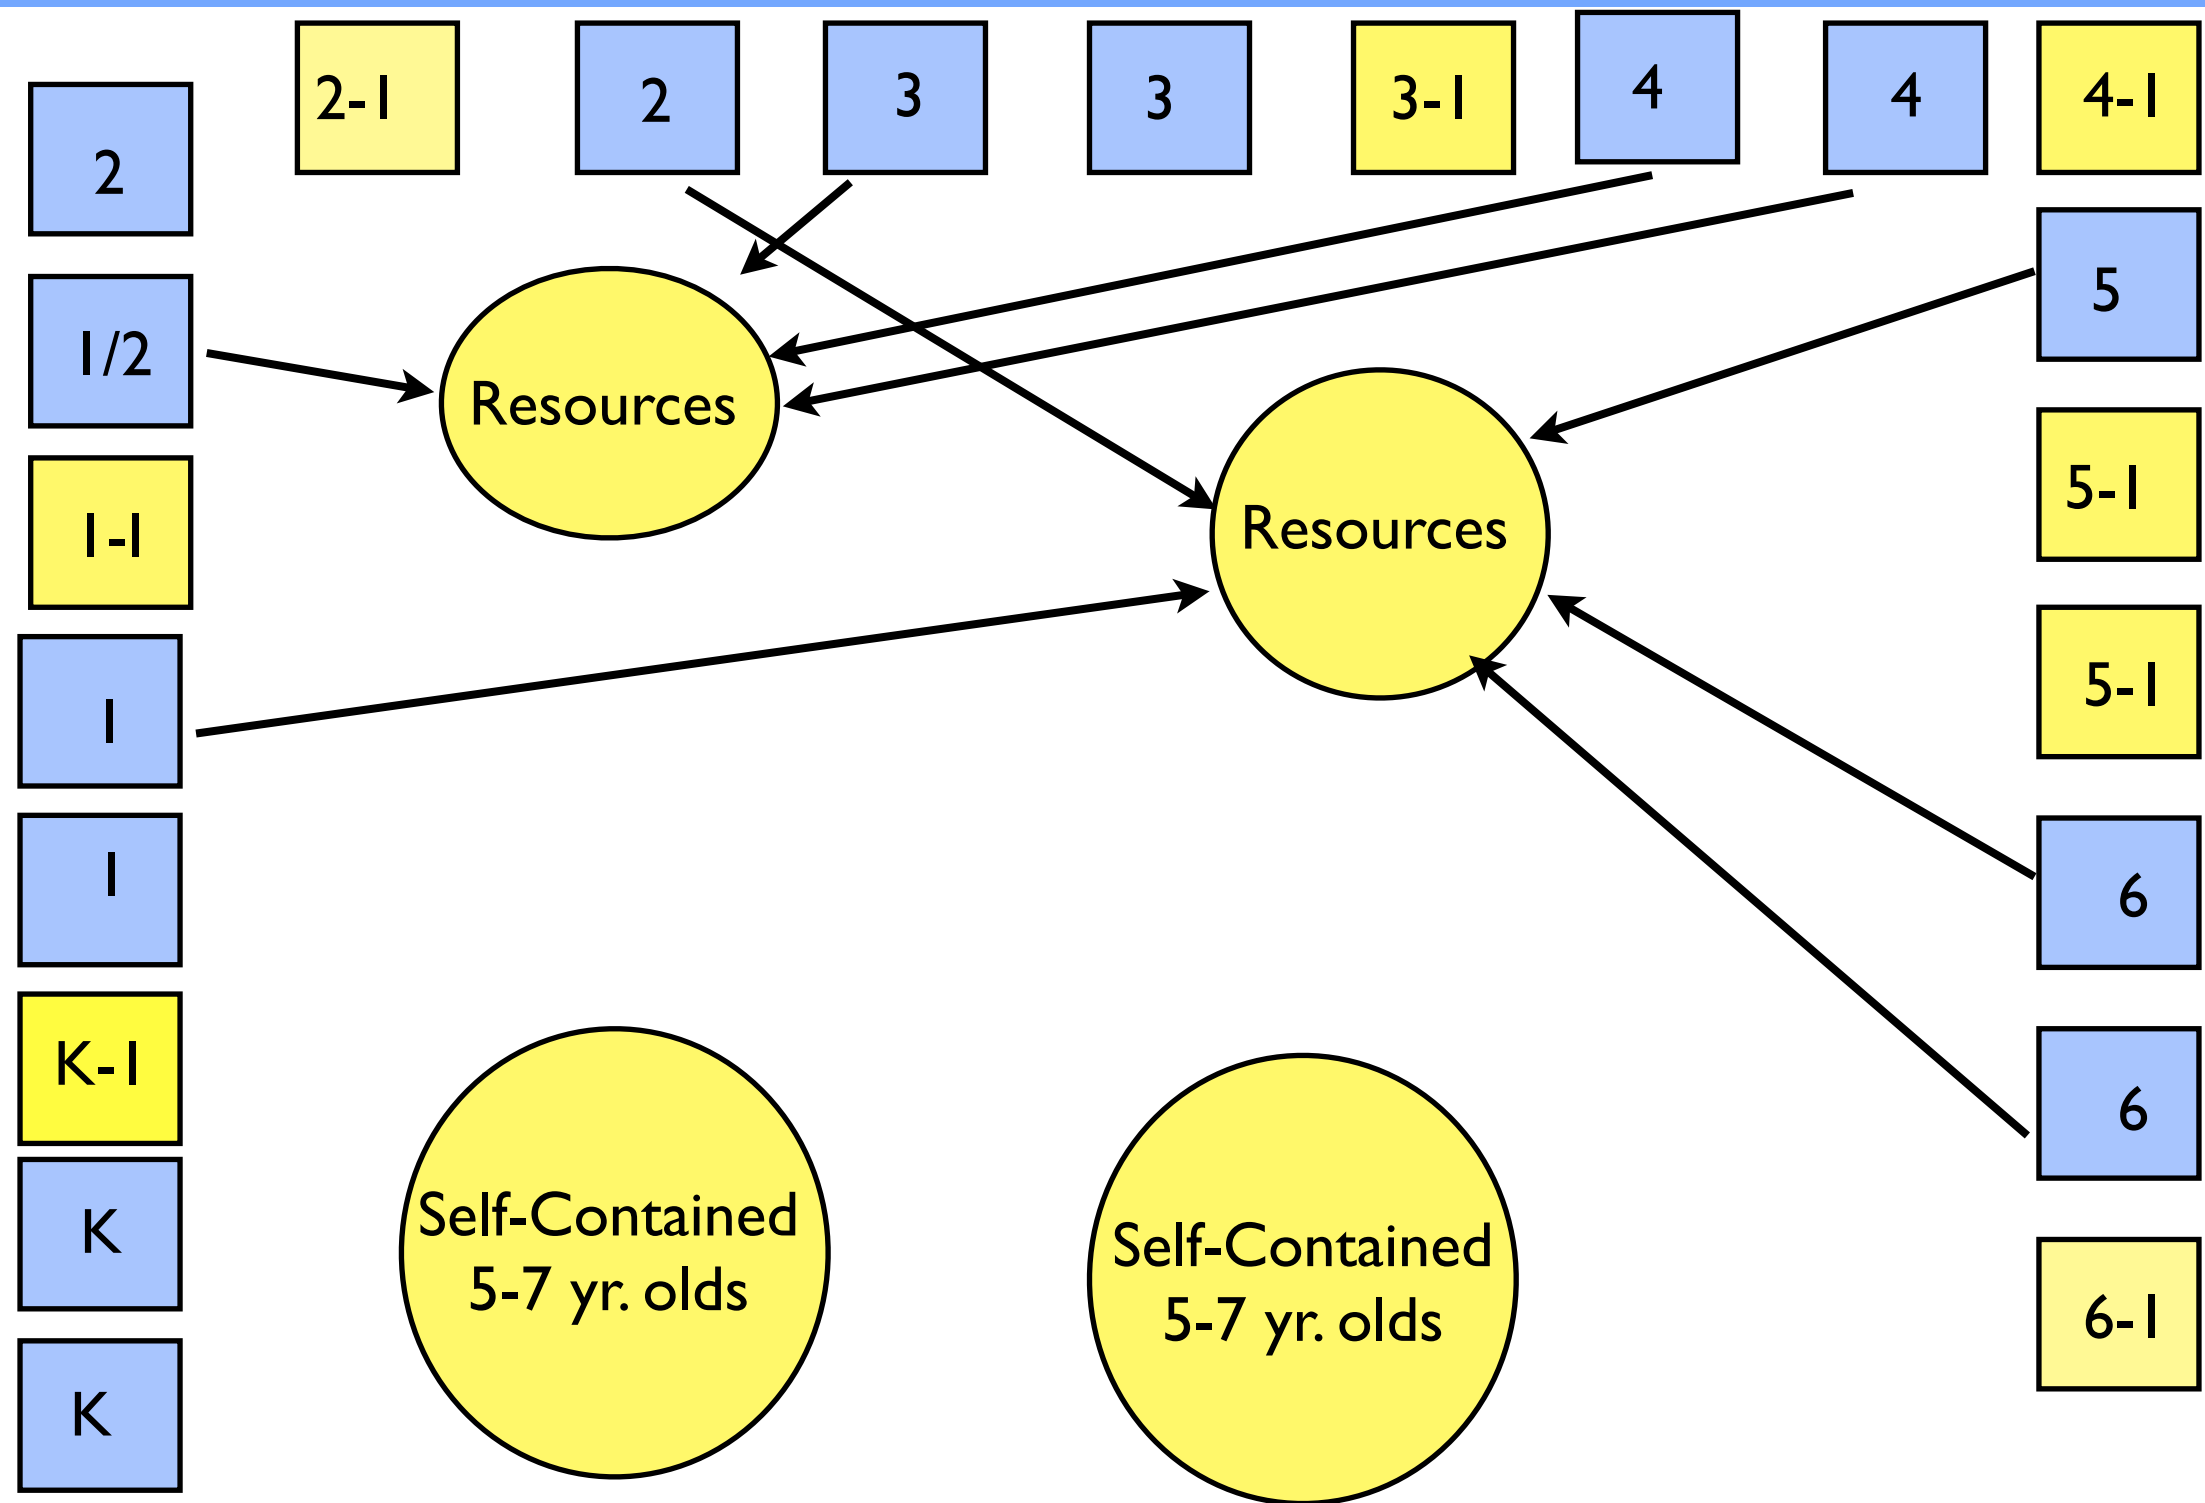 2-1
2
3
3
3-1
4
4
4-1
2
1/2
1-1
1
1
K-1
K
K
Resources
Resources
5
5-1
5-1
6
6
6-1
Self-Contained
5-7 yr. olds
Self-Contained
5-7 yr. olds